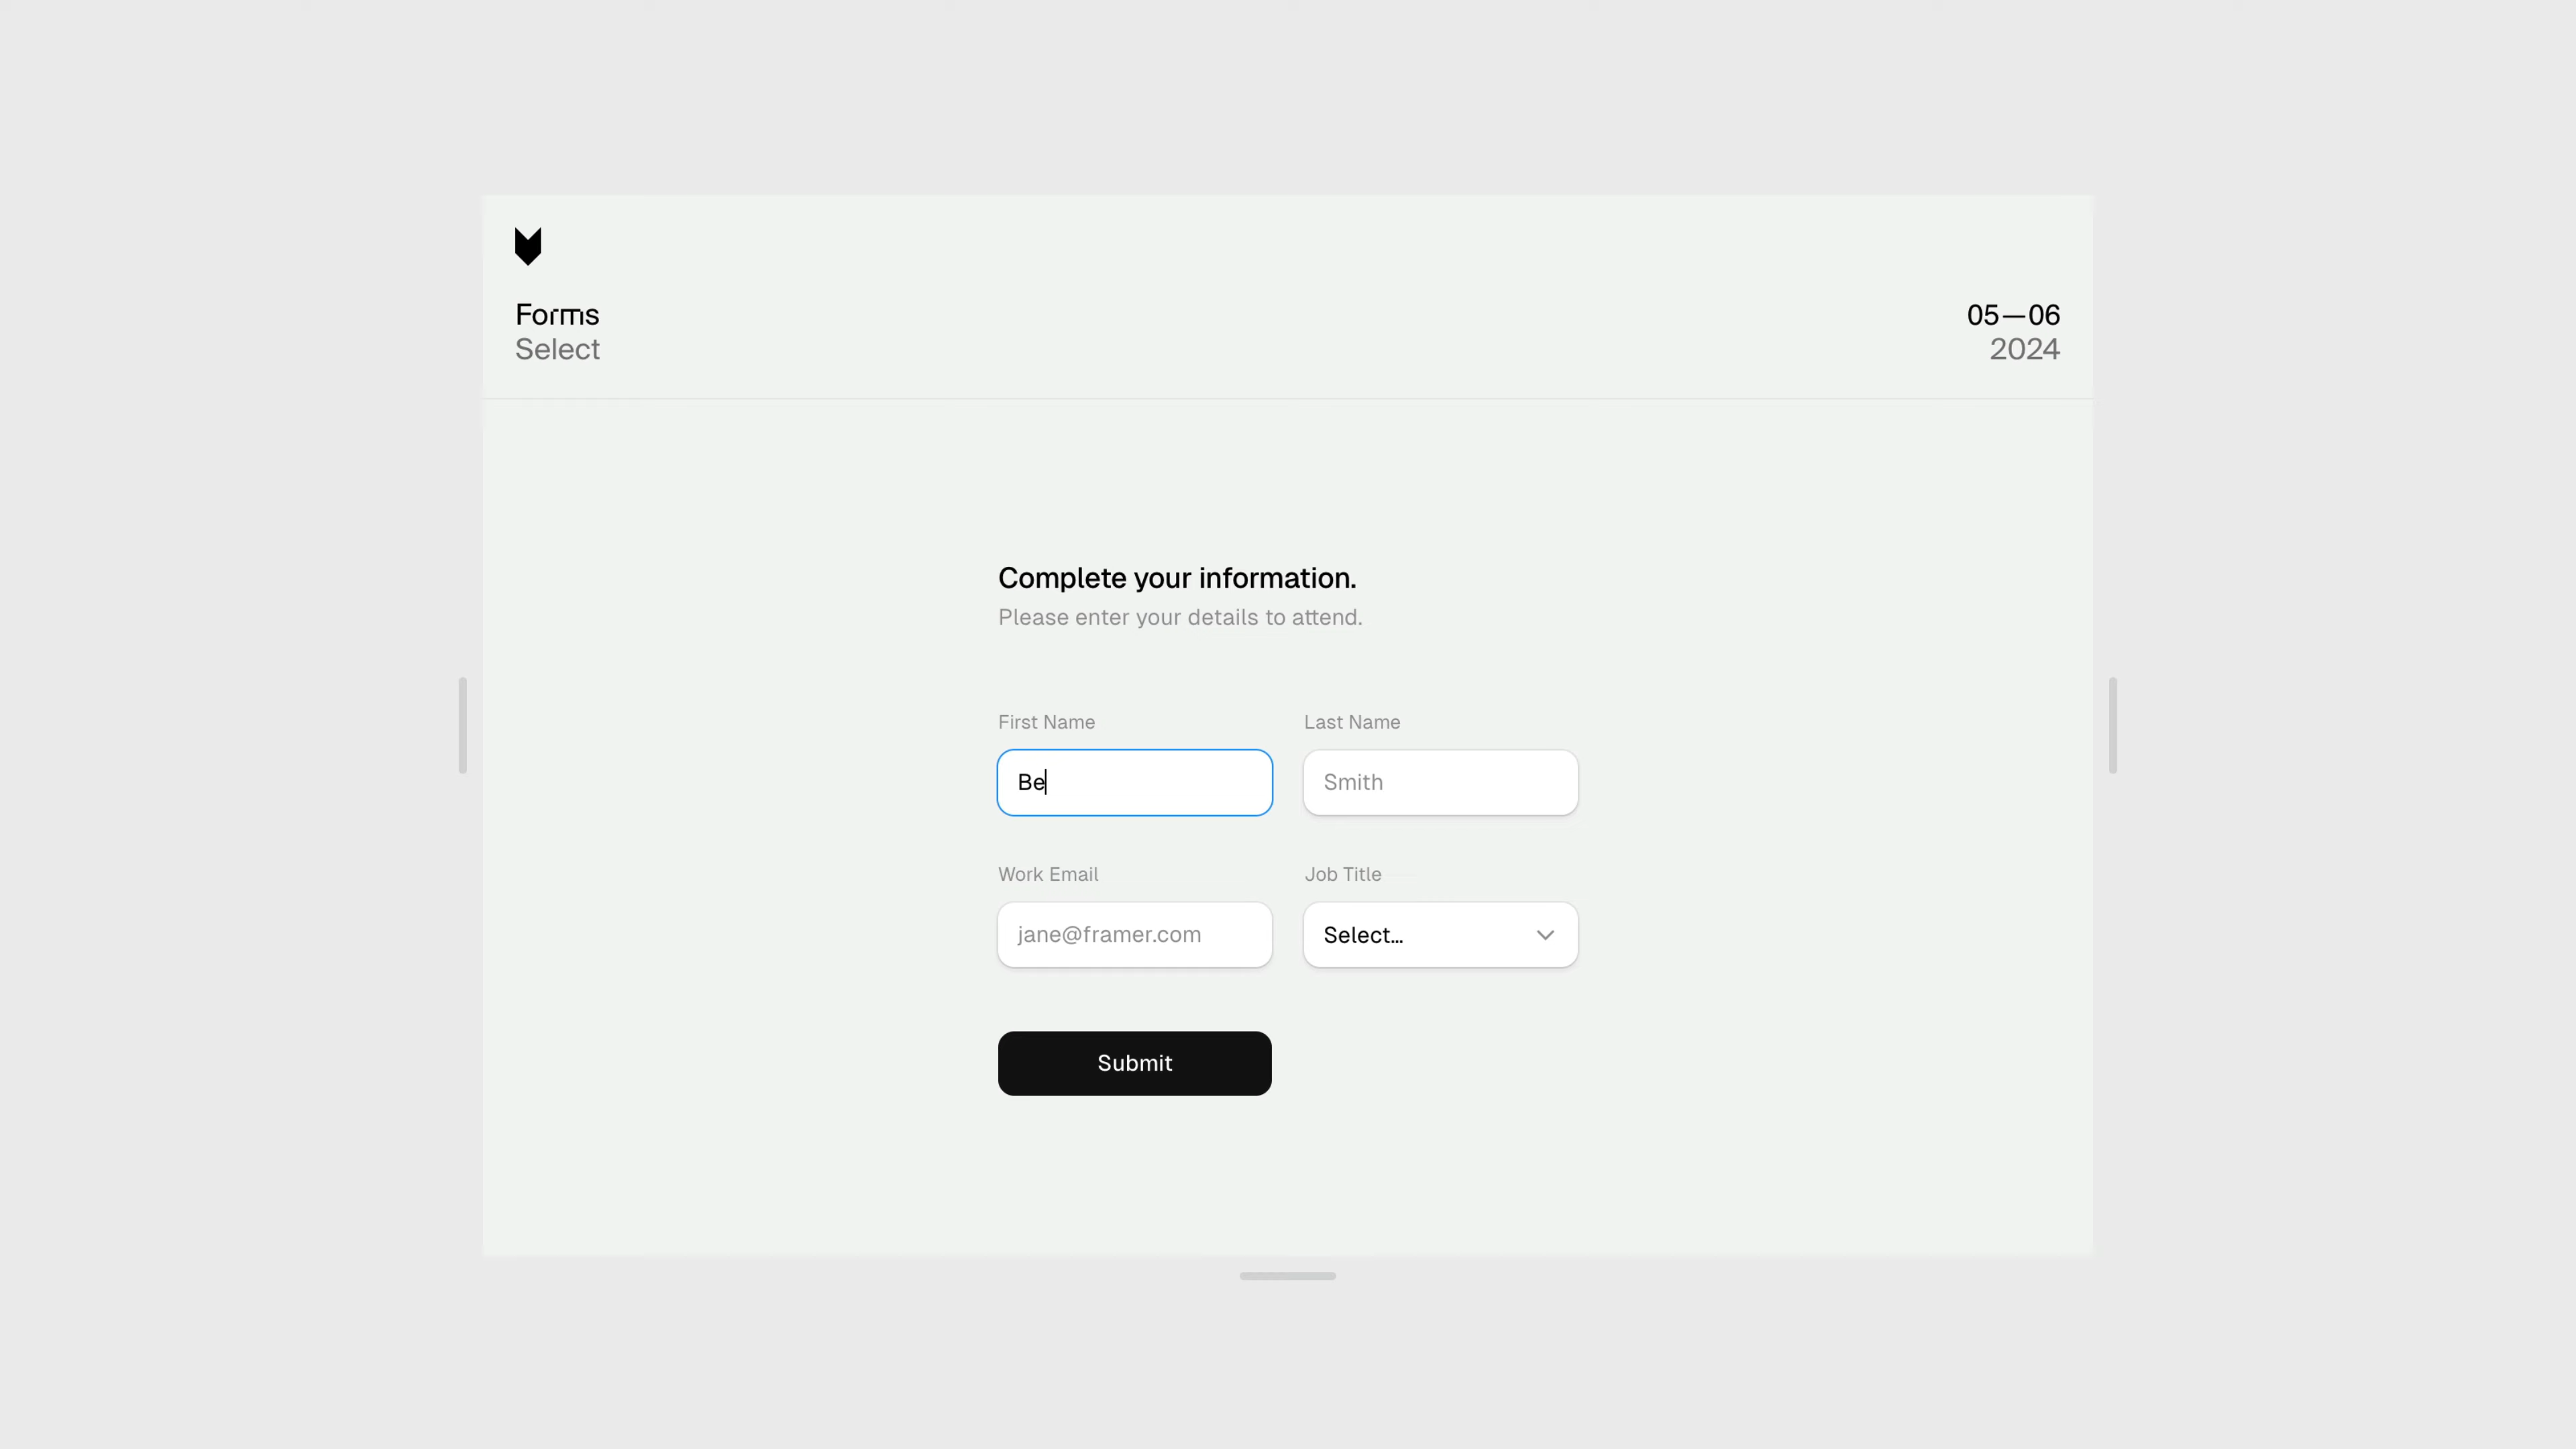 Forms
Select
05—06
2024
Complete your information.
Please enter your details to attend.
First Name
Last Name
Be
Smith
Work Email
Job Title
jane@framer.com
Select...
Submit